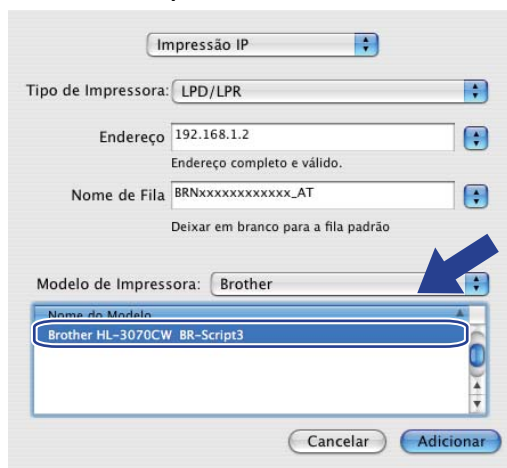 Impressão IP
Tipo de Impressora: LPD/LPR
Endereço 192.168.1.2
Endereço completo e válido.
Nome de Fila BRNxxxxxxxxxxxx_AT
Deixar em branco para a fila padrão
Modelo de Impressora: Brother
Nome do Modelo
Brother HL-3070CW BR-Script3
Cancelar Adicionar